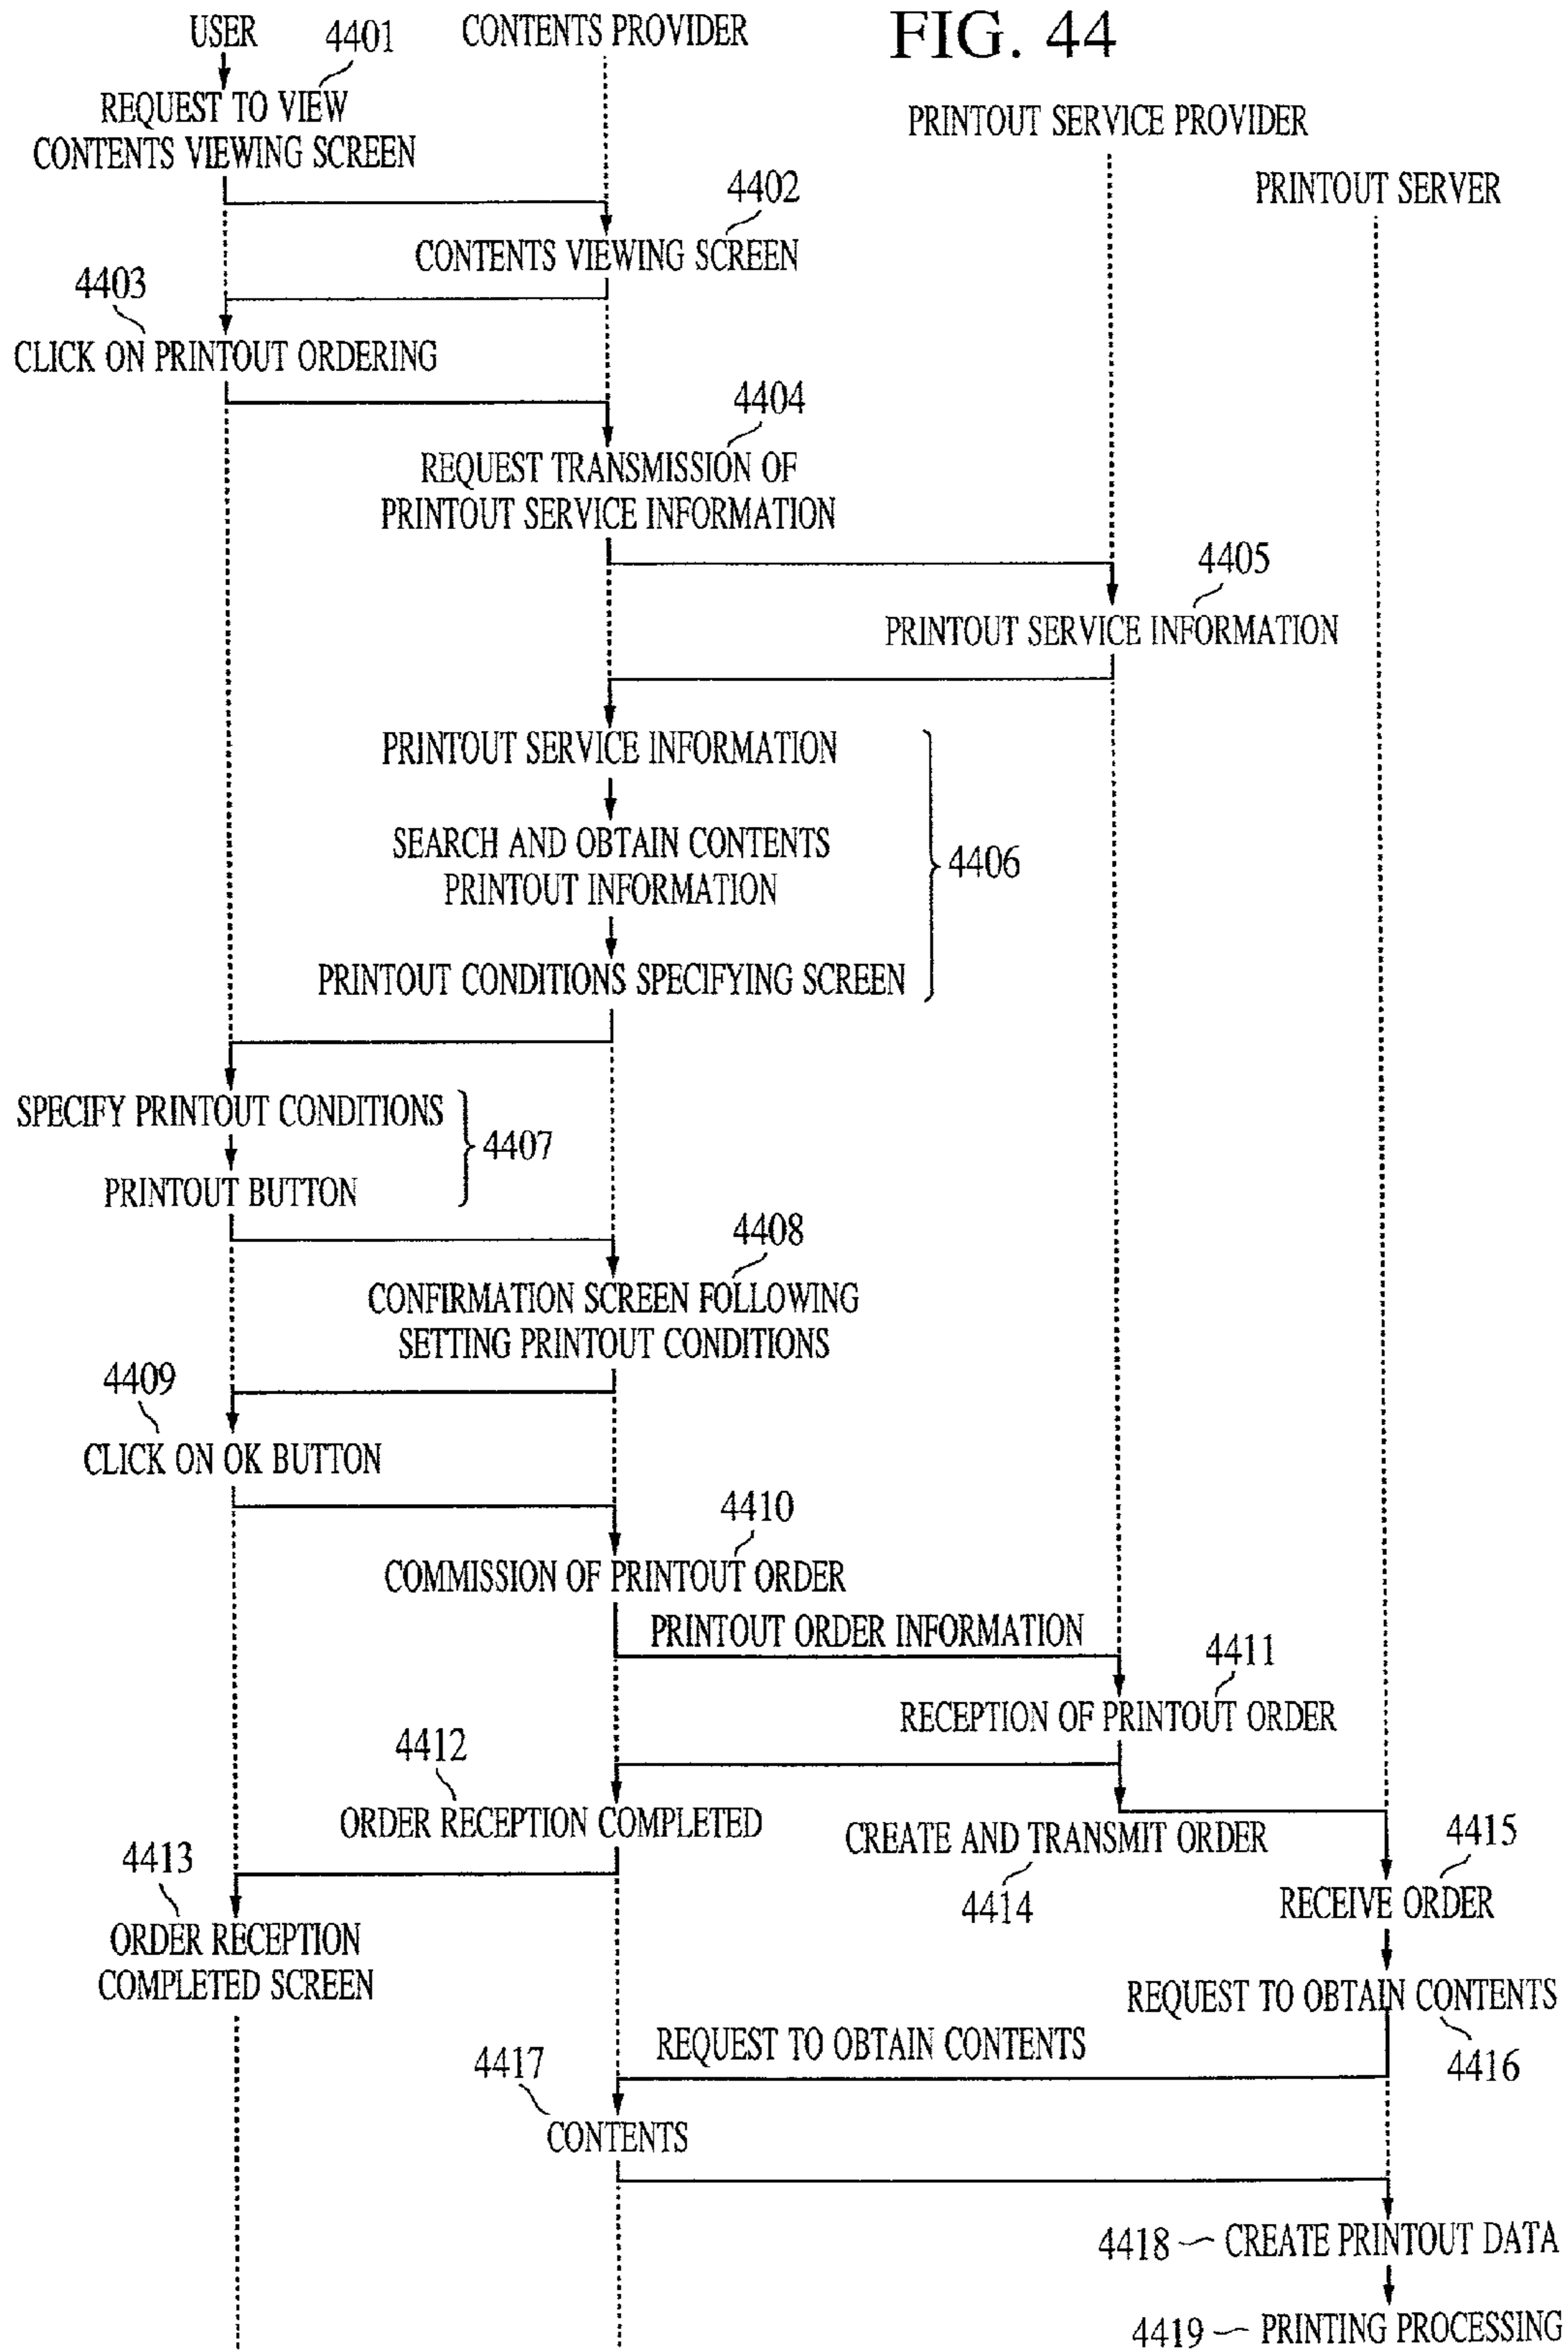 FIG. 44
USER
4401
CONTENTS PROVIDER
PRINTOUT SERVICE PROVIDER
PRINTOUT SERVER
REQUEST TO VIEW
CONTENTS VIEWING SCREEN
4402
CONTENTS VIEWING SCREEN
4403
CLICK ON PRINTOUT ORDERING
4404
REQUEST TRANSMISSION OF
PRINTOUT SERVICE INFORMATION
4405
PRINTOUT SERVICE INFORMATION
PRINTOUT SERVICE INFORMATION
SEARCH AND OBTAIN CONTENTS
PRINTOUT INFORMATION
4406
PRINTOUT CONDITIONS SPECIFYING SCREEN
SPECIFY PRINTOUT CONDITIONS
4407
PRINTOUT BUTTON
4408
CONFIRMATION SCREEN FOLLOWING
SETTING PRINTOUT CONDITIONS
4409
CLICK ON OK BUTTON
4410
COMMISSION OF PRINTOUT ORDER
PRINTOUT ORDER INFORMATION
4411
RECEPTION OF PRINTOUT ORDER
4412
ORDER RECEPTION COMPLETED
CREATE AND TRANSMIT ORDER
4414
4415
RECEIVE ORDER
4413
ORDER RECEPTION
COMPLETED SCREEN
REQUEST TO OBTAIN CONTENTS
4416
REQUEST TO OBTAIN CONTENTS
4417
CONTENTS
4418
CREATE PRINTOUT DATA
4419
PRINTING PROCESSING